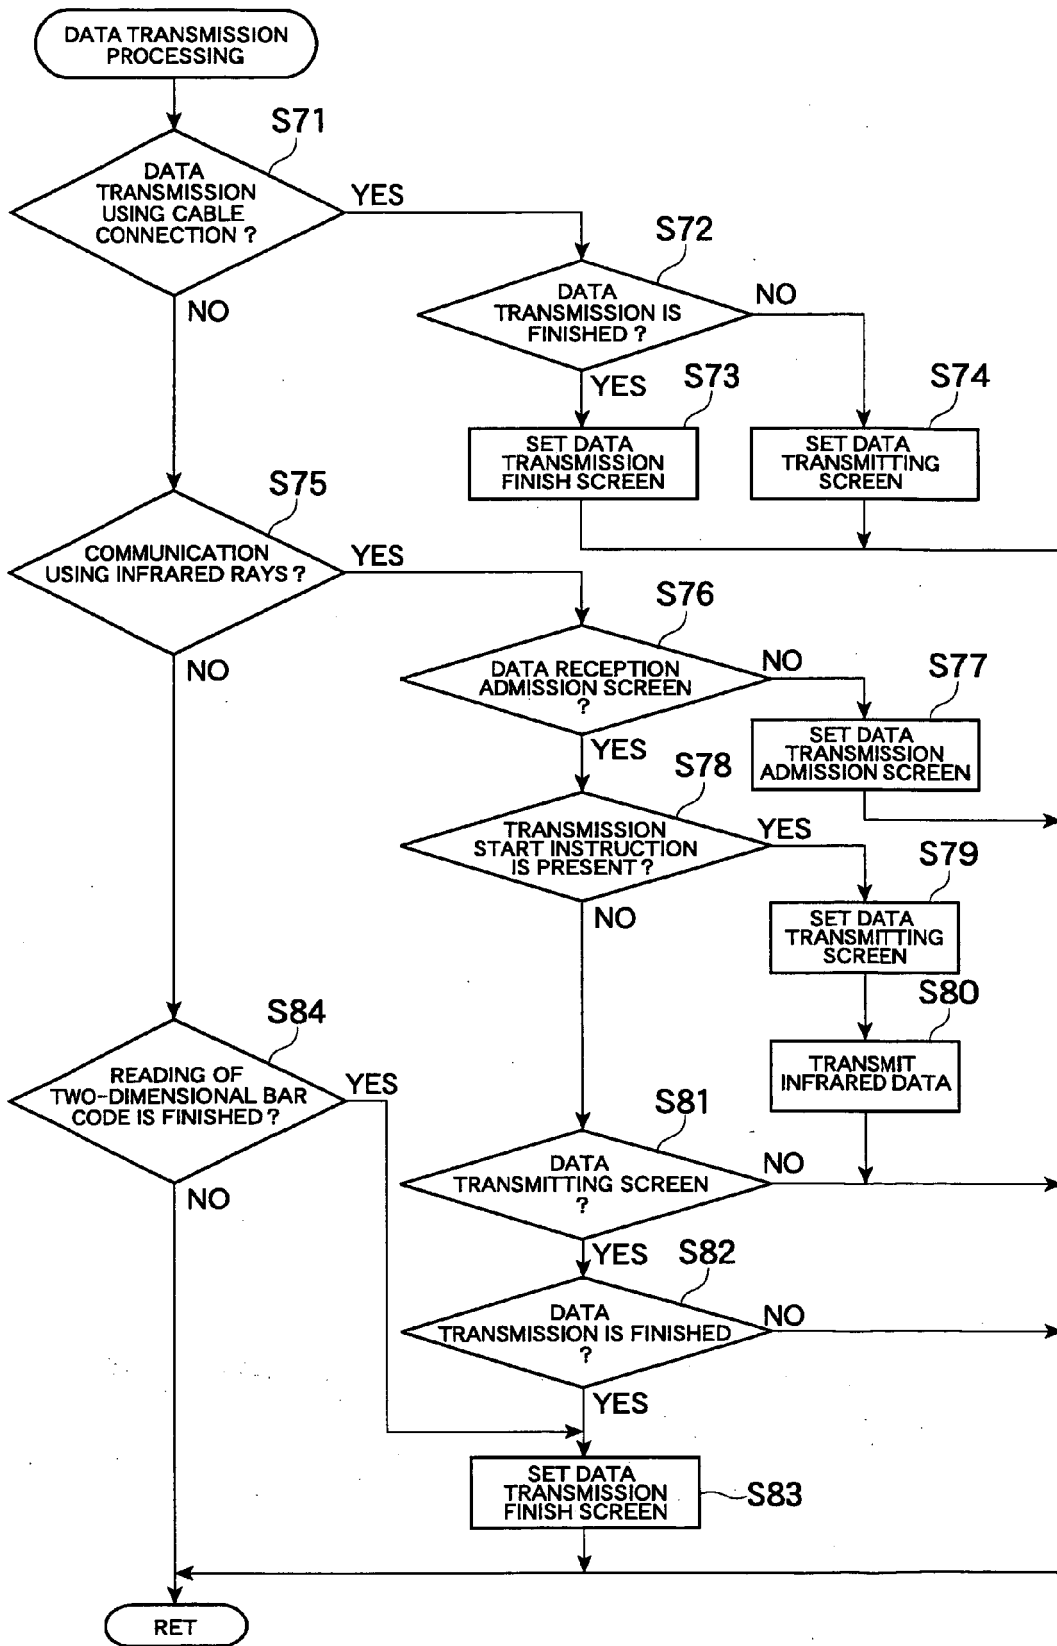 DATA TRANSMISSION
PROCESSING
S71
DATA
TRANSMISSION
USING CABLE
CONNECTION ?
YES
NO
S72
DATA
TRANSMISSION IS
FINISHED ?
NO
YES
S73
SET DATA
TRANSMISSION
FINISH SCREEN
S74
SET DATA
TRANSMITTING
SCREEN
S75
COMMUNICATION
USING INFRARED RAYS ?
YES
NO
S76
DATA RECEPTION
ADMISSION SCREEN
?
NO
YES
S77
SET DATA
TRANSMISSION
ADMISSION SCREEN
S78
TRANSMISSION
START INSTRUCTION
IS PRESENT ?
YES
NO
S79
SET DATA
TRANSMITTING
SCREEN
S80
TRANSMIT
INFRARED DATA
S84
READING OF
TWO-DIMENSIONAL BAR
CODE IS FINISHED ?
YES
NO
S81
DATA
TRANSMITTING SCREEN
?
NO
YES
S82
DATA
TRANSMISSION IS FINISHED
?
NO
YES
SET DATA
TRANSMISSION
FINISH SCREEN
S83
RET